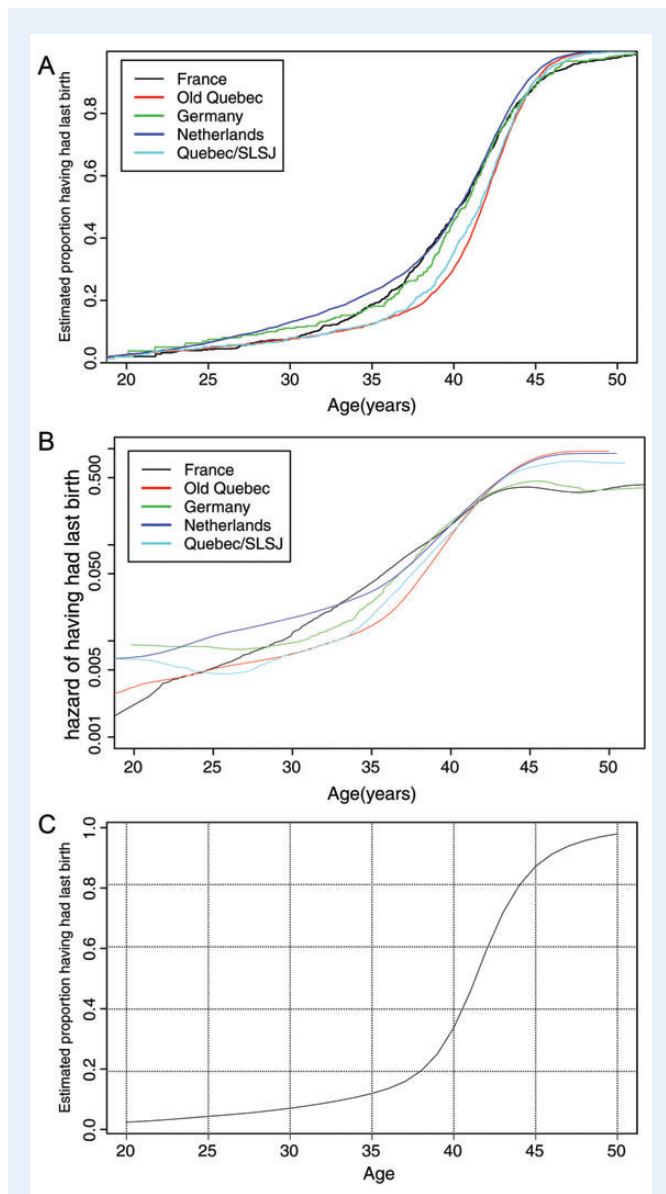 A
Estimated proportion having had last birth
0.0 0.2 0.4 0.6 0.8
France
Old Quebec
Germany
Netherlands
Quebec/SLSJ
20 25 30 35 40 45 50
Age(years)
B
hazard of having had last birth
0.001 0.005 0.050 0.500
France
Old Quebec
Germany
Netherlands
Quebec/SLSJ
20 25 30 35 40 45 50
Age(years)
C
Estimated proportion having had last birth
0.0 0.2 0.4 0.6 0.8 1.0
20 25 30 35 40 45 50
Age